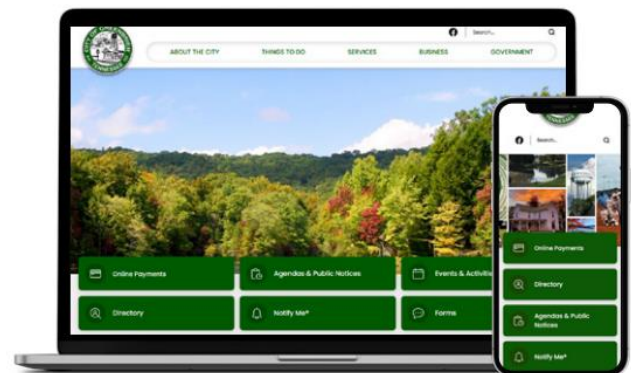 Search...
ABOUT THE CITY
THINGS TO DO
SERVICES
BUSINESS
GOVERNMENT
Online Payments
Agendas & Public Notices
Events & Activities
Directory
Notify Me®
Forms
Search...
Online Payments
Directory
Agendas & Public
Notices
Notify Me®